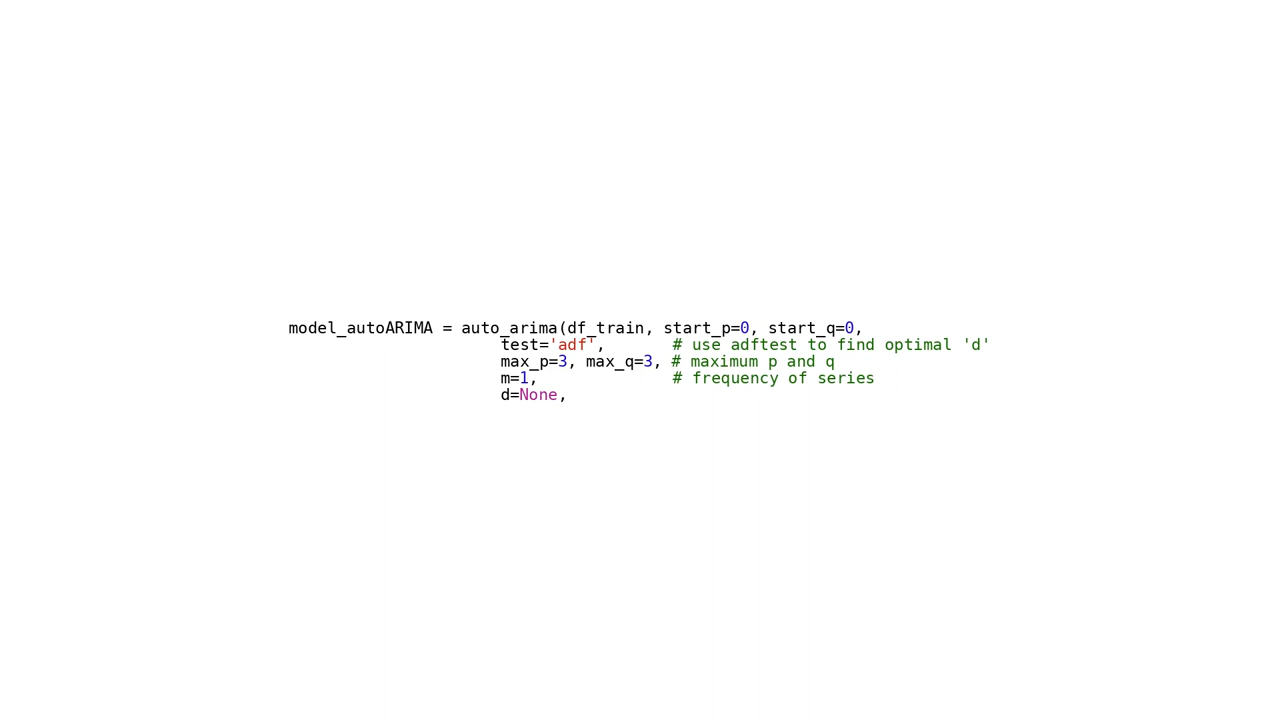 model_autoARIMA = auto_arima(df_train, start_p=0, start_q=0,
                      test='adf',       # use adftest to find optimal 'd'
                      max_p=3, max_q=3, # maximum p and q
                      m=1,              # frequency of series
                      d=None,